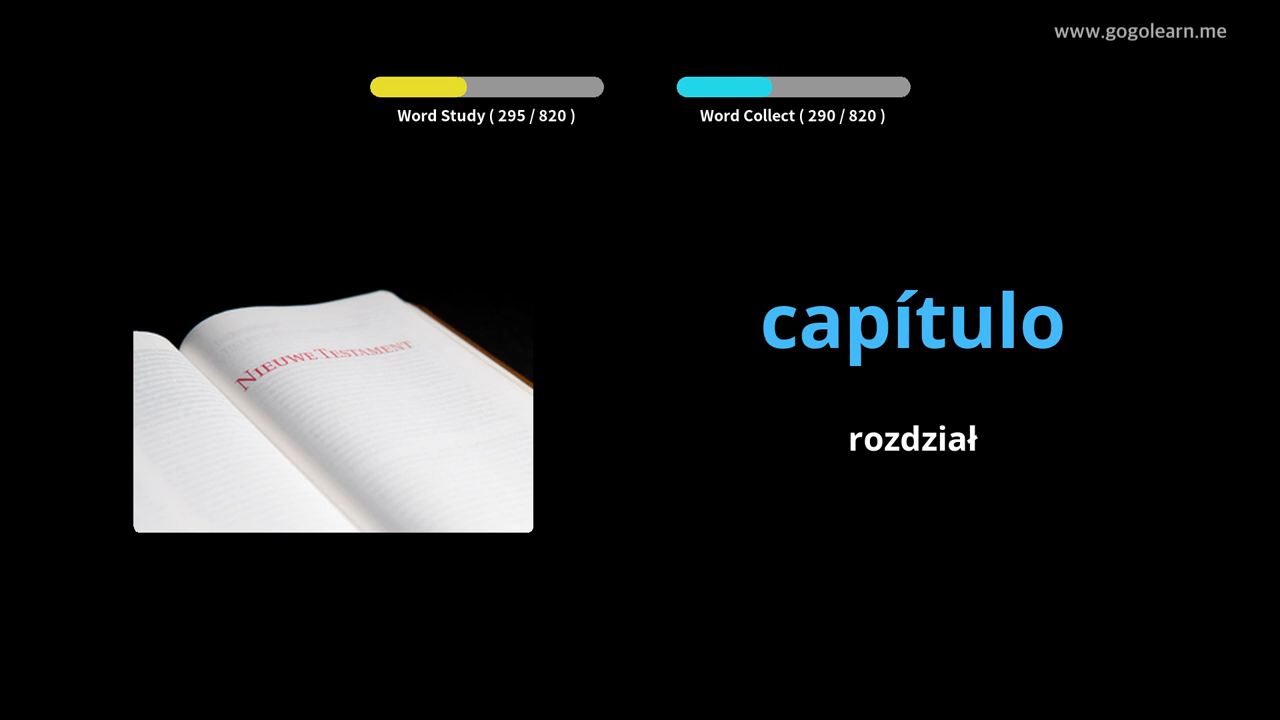 www.gogolearn.me
Word Study ( 295 / 820 )
Word Collect ( 290 / 820 )
NIEUWE TESTAMENT
capítulo
rozdział